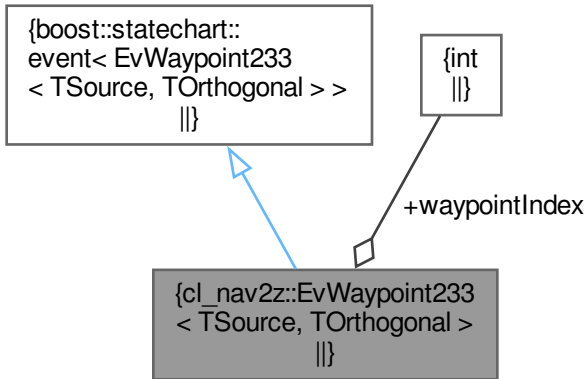 {boost::statechart::
event< EvWaypoint233
< TSource, TOrthogonal > >
||}
{int
||}
+waypointIndex
{cl_nav2z::EvWaypoint233
< TSource, TOrthogonal >
||}